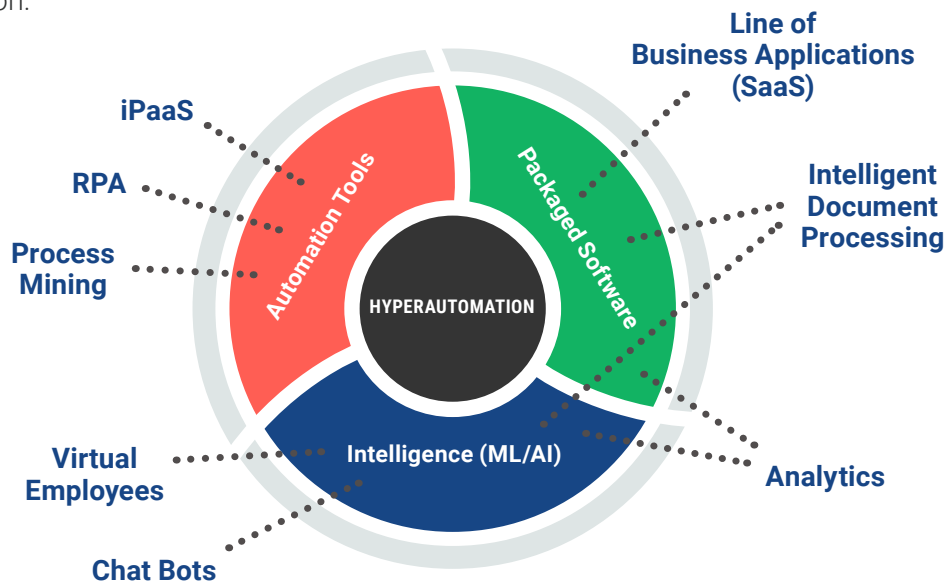 on.
Line of
Business Applications
(SaaS)
iPaaS
RPA
Process
Mining
Automation Tools
Packaged Software
Intelligent
Document
Processing
HYPERAUTOMATION
Intelligence (ML/AI)
Virtual
Employees
Analytics
Chat Bots